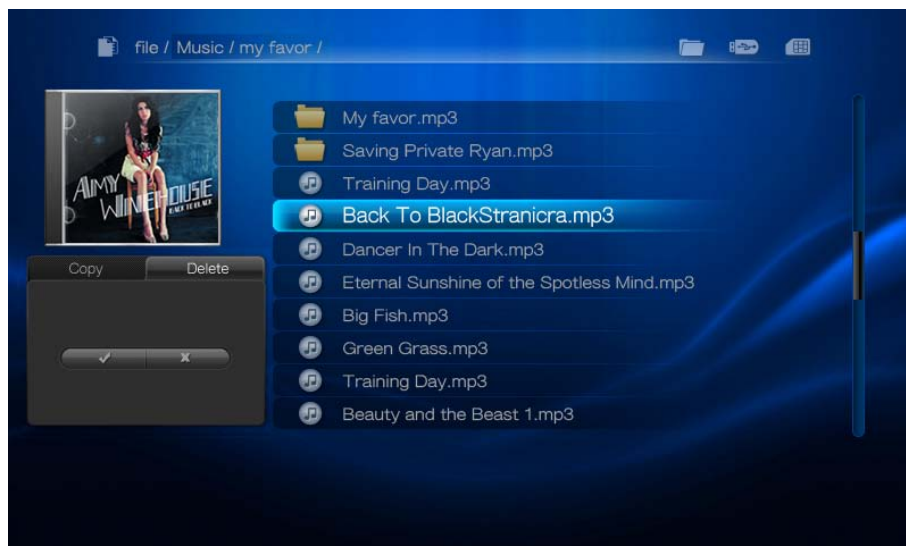 file / Music / my favor /
AMY
WINEHOUSE
BACK TO BLACK
Copy
Delete
My favor.mp3
Saving Private Ryan.mp3
Training Day.mp3
Back To BlackStranicra.mp3
Dancer In The Dark.mp3
Eternal Sunshine of the Spotless Mind.mp3
Big Fish.mp3
Green Grass.mp3
Training Day.mp3
Beauty and the Beast 1.mp3